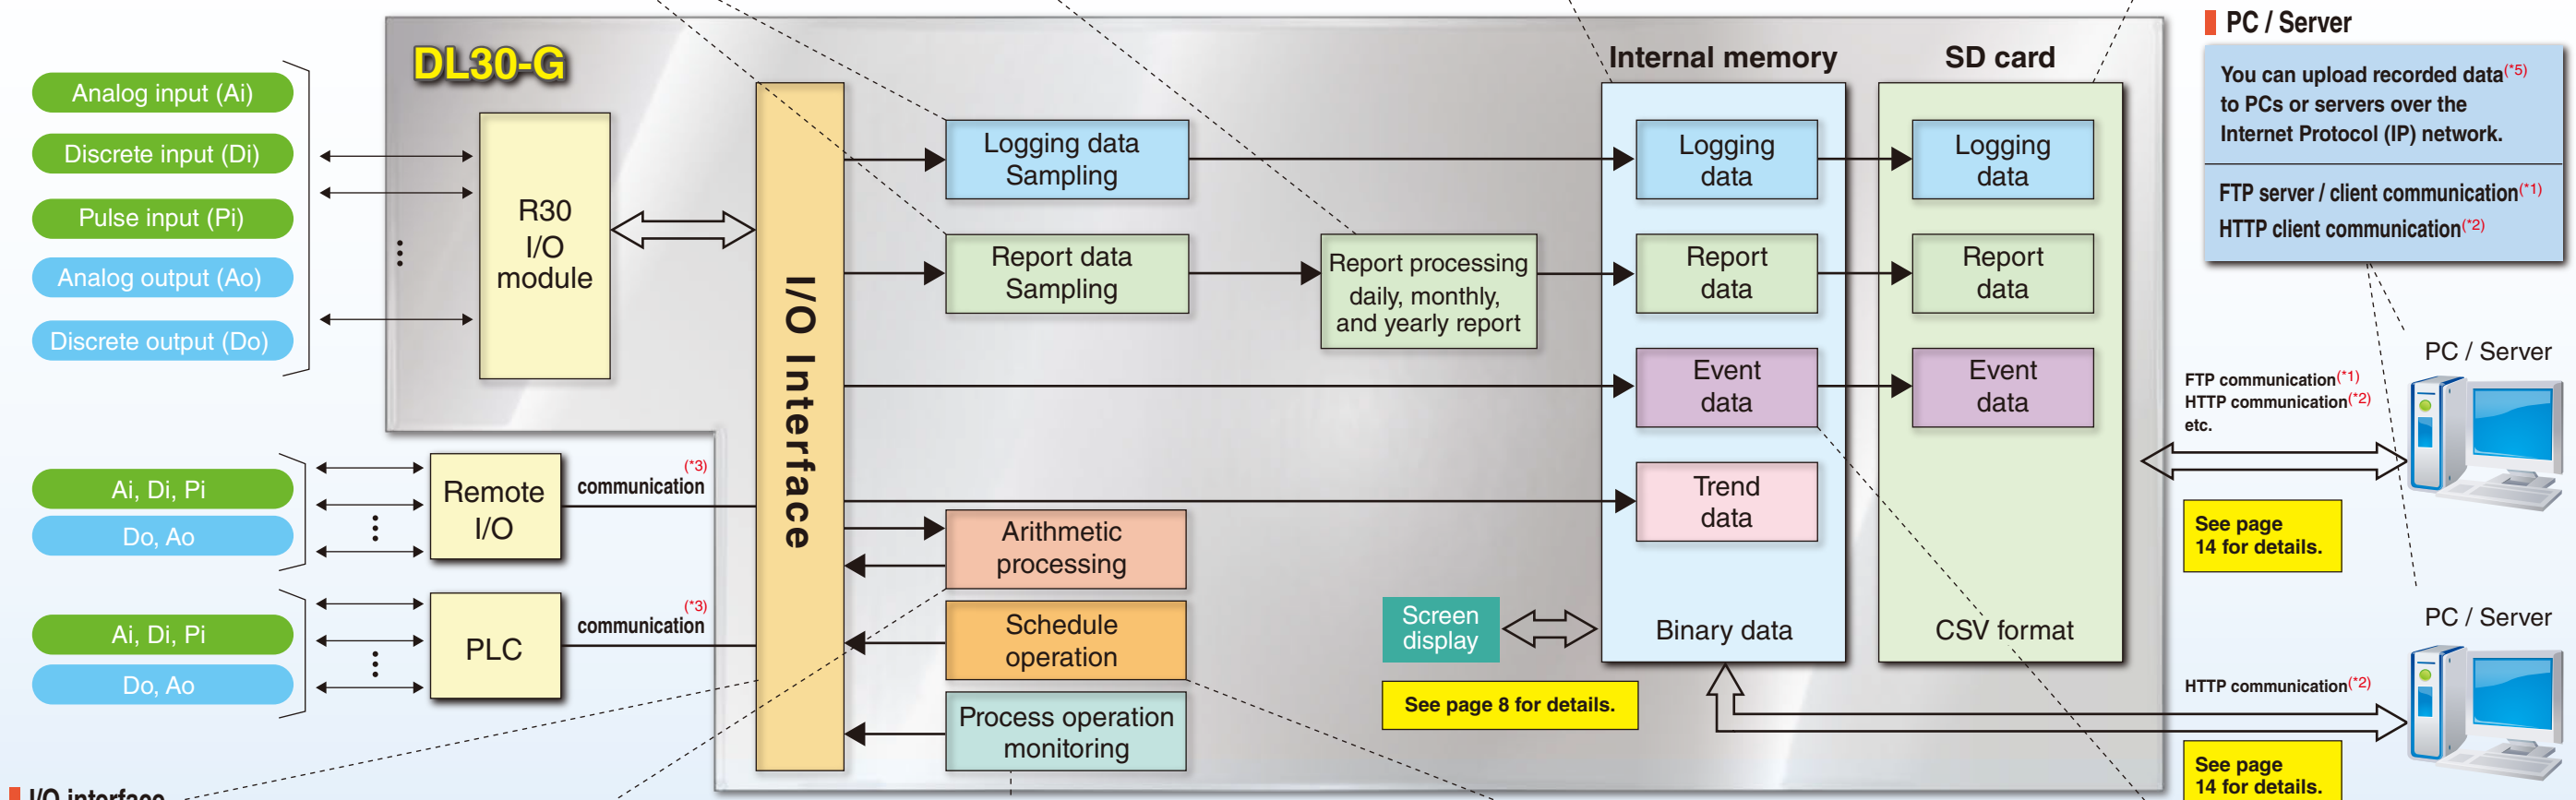 DL30-G
Analog input (Ai)
Discrete input (Di)
Pulse input (Pi)
Analog output (Ao)
Discrete output (Do)
R30
I/O
module
Ai, Di, Pi
Do, Ao
Remote
I/O
communication
(*3)
Ai, Di, Pi
Do, Ao
PLC
communication
(*3)
I/O Interface
Logging data
Sampling
Report data
Sampling
Report processing
daily, monthly,
and yearly report
Arithmetic
processing
Schedule
operation
Process operation
monitoring
Screen
display
See page 8 for details.
Internal memory
Logging
data
Report
data
Event
data
Trend
data
Binary data
SD card
Logging
data
Report
data
Event
data
CSV format
PC / Server
You can upload recorded data(*5)
to PCs or servers over the
Internet Protocol (IP) network.
FTP server / client communication(*1)
HTTP client communication(*2)
PC / Server
FTP communication(*1)
HTTP communication(*2)
etc.
See page
14 for details.
PC / Server
HTTP communication(*2)
See page
14 for details.
I/O interface